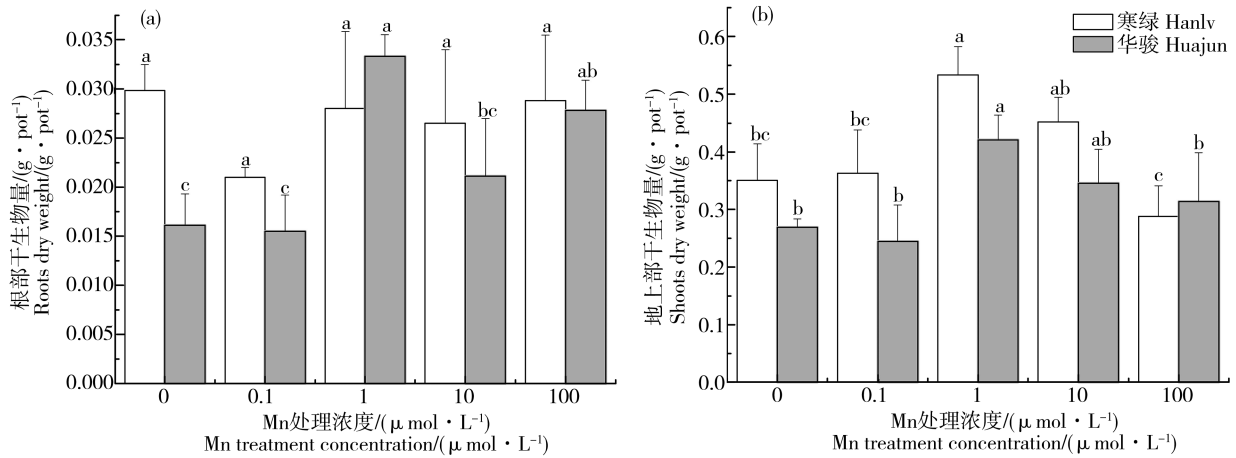 (a)
根部干生物量/(g·pot⁻¹)
Roots dry weight/(g·pot⁻¹)
0.035
0.030
0.025
0.020
0.015
0.010
0.005
0.000
a
c
a
c
a
a
a
bc
a
ab
0 0.1 1 10 100
Mn处理浓度/(μ mol·L⁻¹)
Mn treatment concentration/(μ mol·L⁻¹)
(b)
寒绿 Hanlv
华骏 Huajun
地上部干生物量/(g·pot⁻¹)
Shoots dry weight/(g·pot⁻¹)
0.6
0.5
0.4
0.3
0.2
0.1
0.0
bc
b
bc
b
a
a
ab
ab
c
b
0 0.1 1 10 100
Mn处理浓度/(μ mol·L⁻¹)
Mn treatment concentration/(μ mol·L⁻¹)